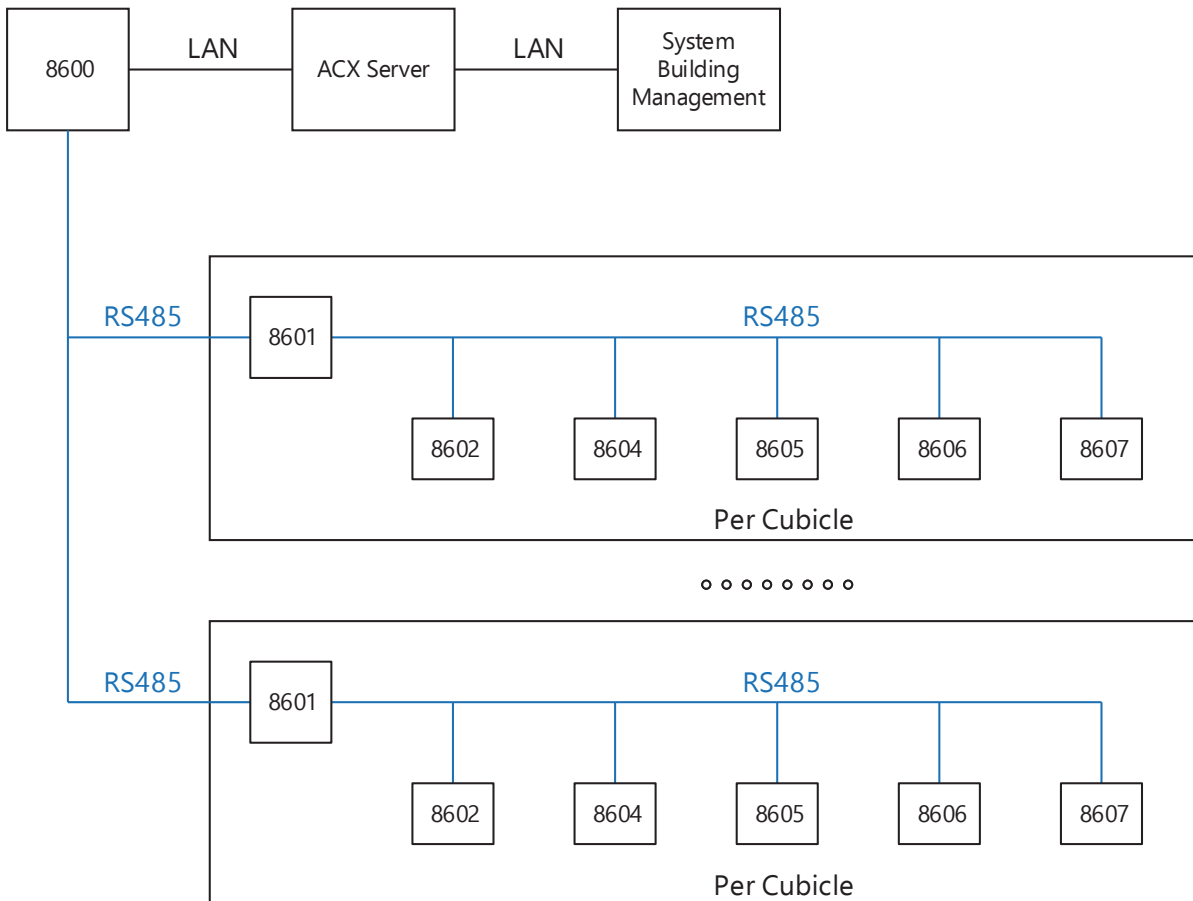 8600
LAN
ACX Server
LAN
System
Building
Management
RS485
8601
RS485
8602
8604
8605
8606
8607
Per Cubicle
RS485
8601
RS485
8602
8604
8605
8606
8607
Per Cubicle